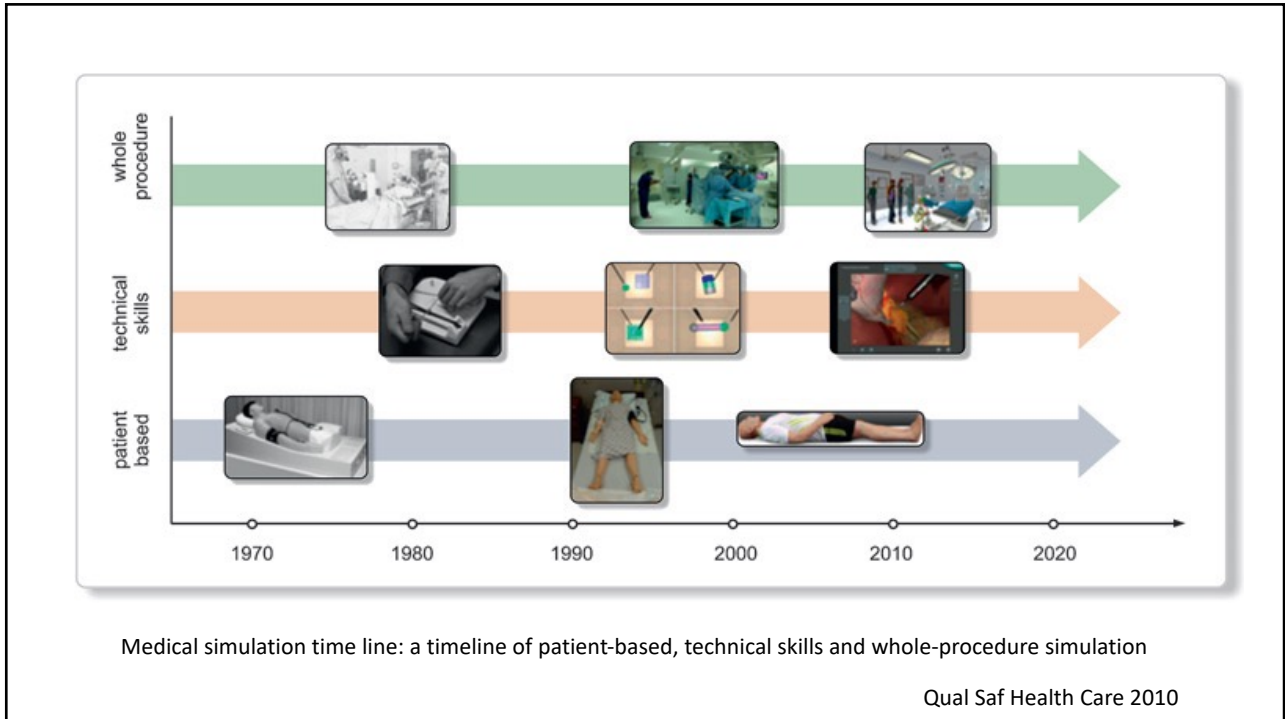 whole
procedure
technical
skills
patient
based
1970 1980 1990 2000 2010 2020
Medical simulation time line: a timeline of patient-based, technical skills and whole-procedure simulation
Qual Saf Health Care 2010